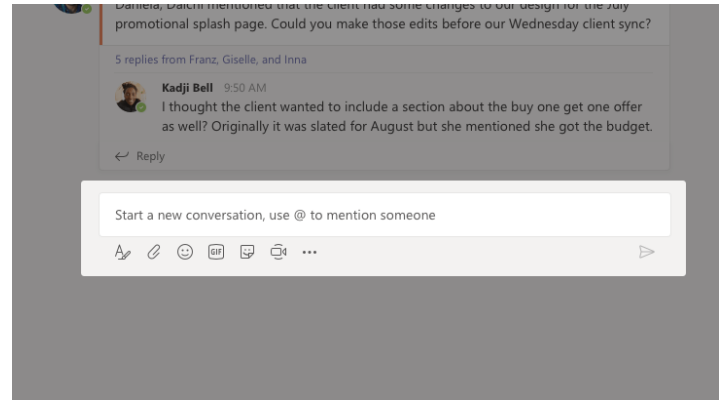 Daniela, Daichi mentioned that the client had some changes to our design for the July
promotional splash page. Could you make those edits before our Wednesday client sync?
5 replies from Franz, Giselle, and Inna
Kadji Bell 9:50 AM
I thought the client wanted to include a section about the buy one get one offer
as well? Originally it was slated for August but she mentioned she got the budget.
Reply
Start a new conversation, use @ to mention someone
GIF